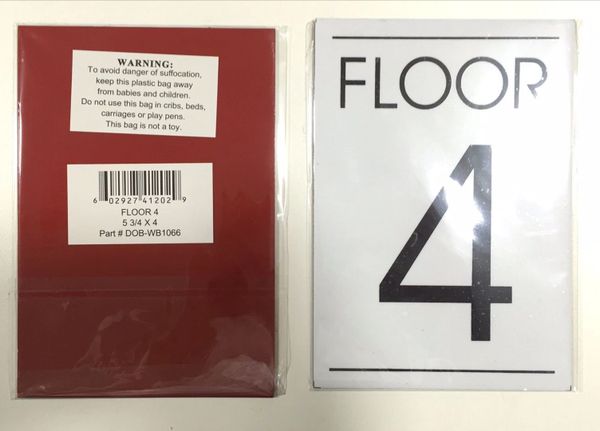 WARNING:
To avoid danger of suffocation,
keep this plastic bag away
from babies and children.
Do not use this bag in cribs, beds,
carriages or play pens.
This bag is not a toy.
6 02927 41202 9
FLOOR 4
5 3/4 X 4
Part # DOB-WB1066
FLOOR
4